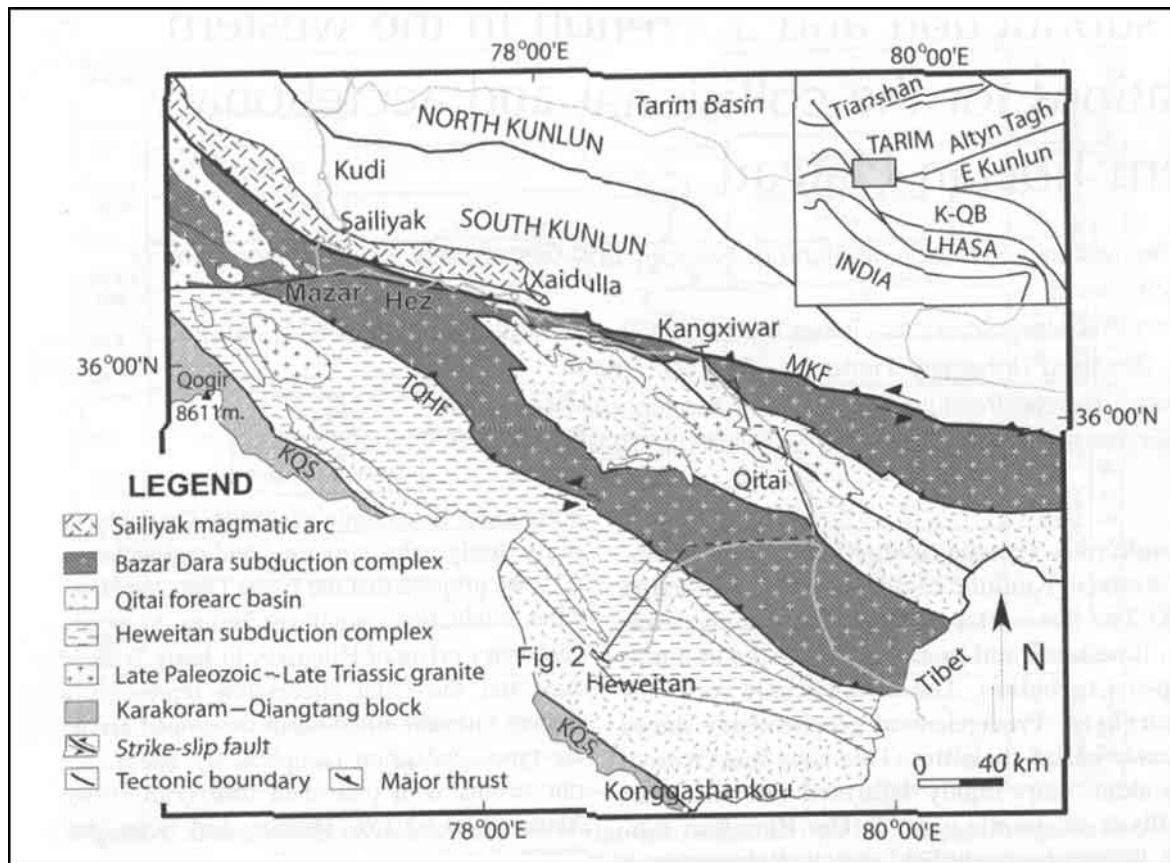 78°00'E
80°00'E
Tarim Basin
NORTH KUNLUN
Kudi
Sailiyak
SOUTH KUNLUN
Xaidulla
Mazar
Hez
Kangxiwar
MKF
36°00'N
36°00'N
Qogir
8611m.
TQHF
KQS
Qitai
Tianshan
TARIM
Altyn Tagh
E Kunlun
K-QB
LHASA
INDIA
LEGEND
Sailiyak magmatic arc
Bazar Dara subduction complex
Qitai forearc basin
Heweitan subduction complex
Late Paleozoic~Late Triassic granite
Karakoram—Qiangtang block
Strike-slip fault
Tectonic boundary
Major thrust
Fig. 2
Heweitan
Tibet
N
KQS
Konggashankou
0 40 km
78°00'E
80°00'E